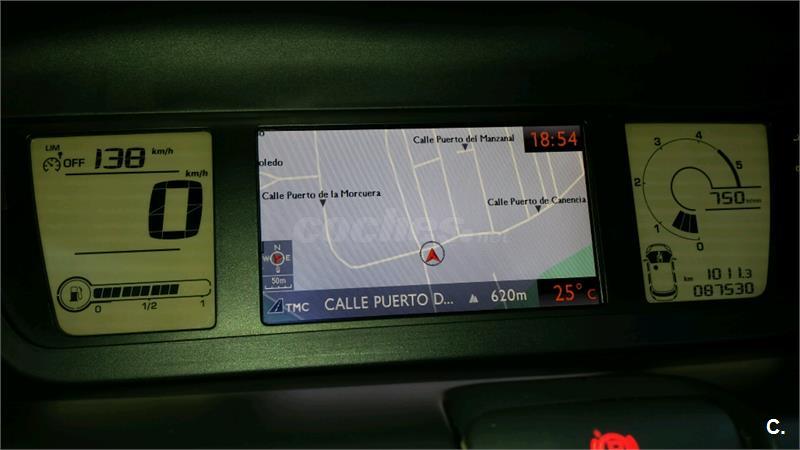 LIM
OFF 138 km/h
0 km/h
0 1/2 1
Calle Puerto del Manzanal
18:54
oledo
Calle Puerto de la Morcuera
Calle Puerto de Canencia
coches.net
N
W E
S
50m
TMC CALLE PUERTO D... 620m 25° C
0 1 2 3 4 5
750
km 1011.3
087530
C.